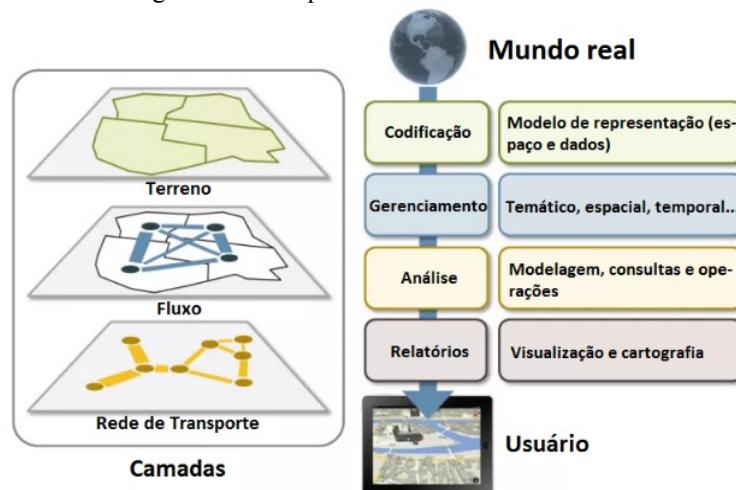 Mundo real
Codificação
Modelo de representação (es-
paço e dados)
Gerenciamento
Temático, espacial, temporal...
Análise
Modelagem, consultas e ope-
rações
Relatórios
Visualização e cartografia
Usuário
Terreno
Fluxo
Rede de Transporte
Camadas